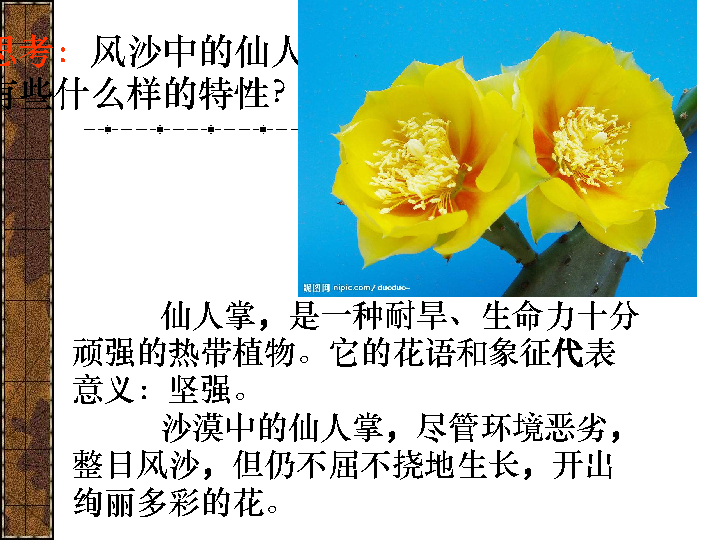 思考：风沙中的仙人
有些什么样的特性？
昵图网 nipic.com / duoduo~
仙人掌，是一种耐旱、生命力十分
顽强的热带植物。它的花语和象征代表
意义：坚强。
沙漠中的仙人掌，尽管环境恶劣，
整日风沙，但仍不屈不挠地生长，开出
绚丽多彩的花。